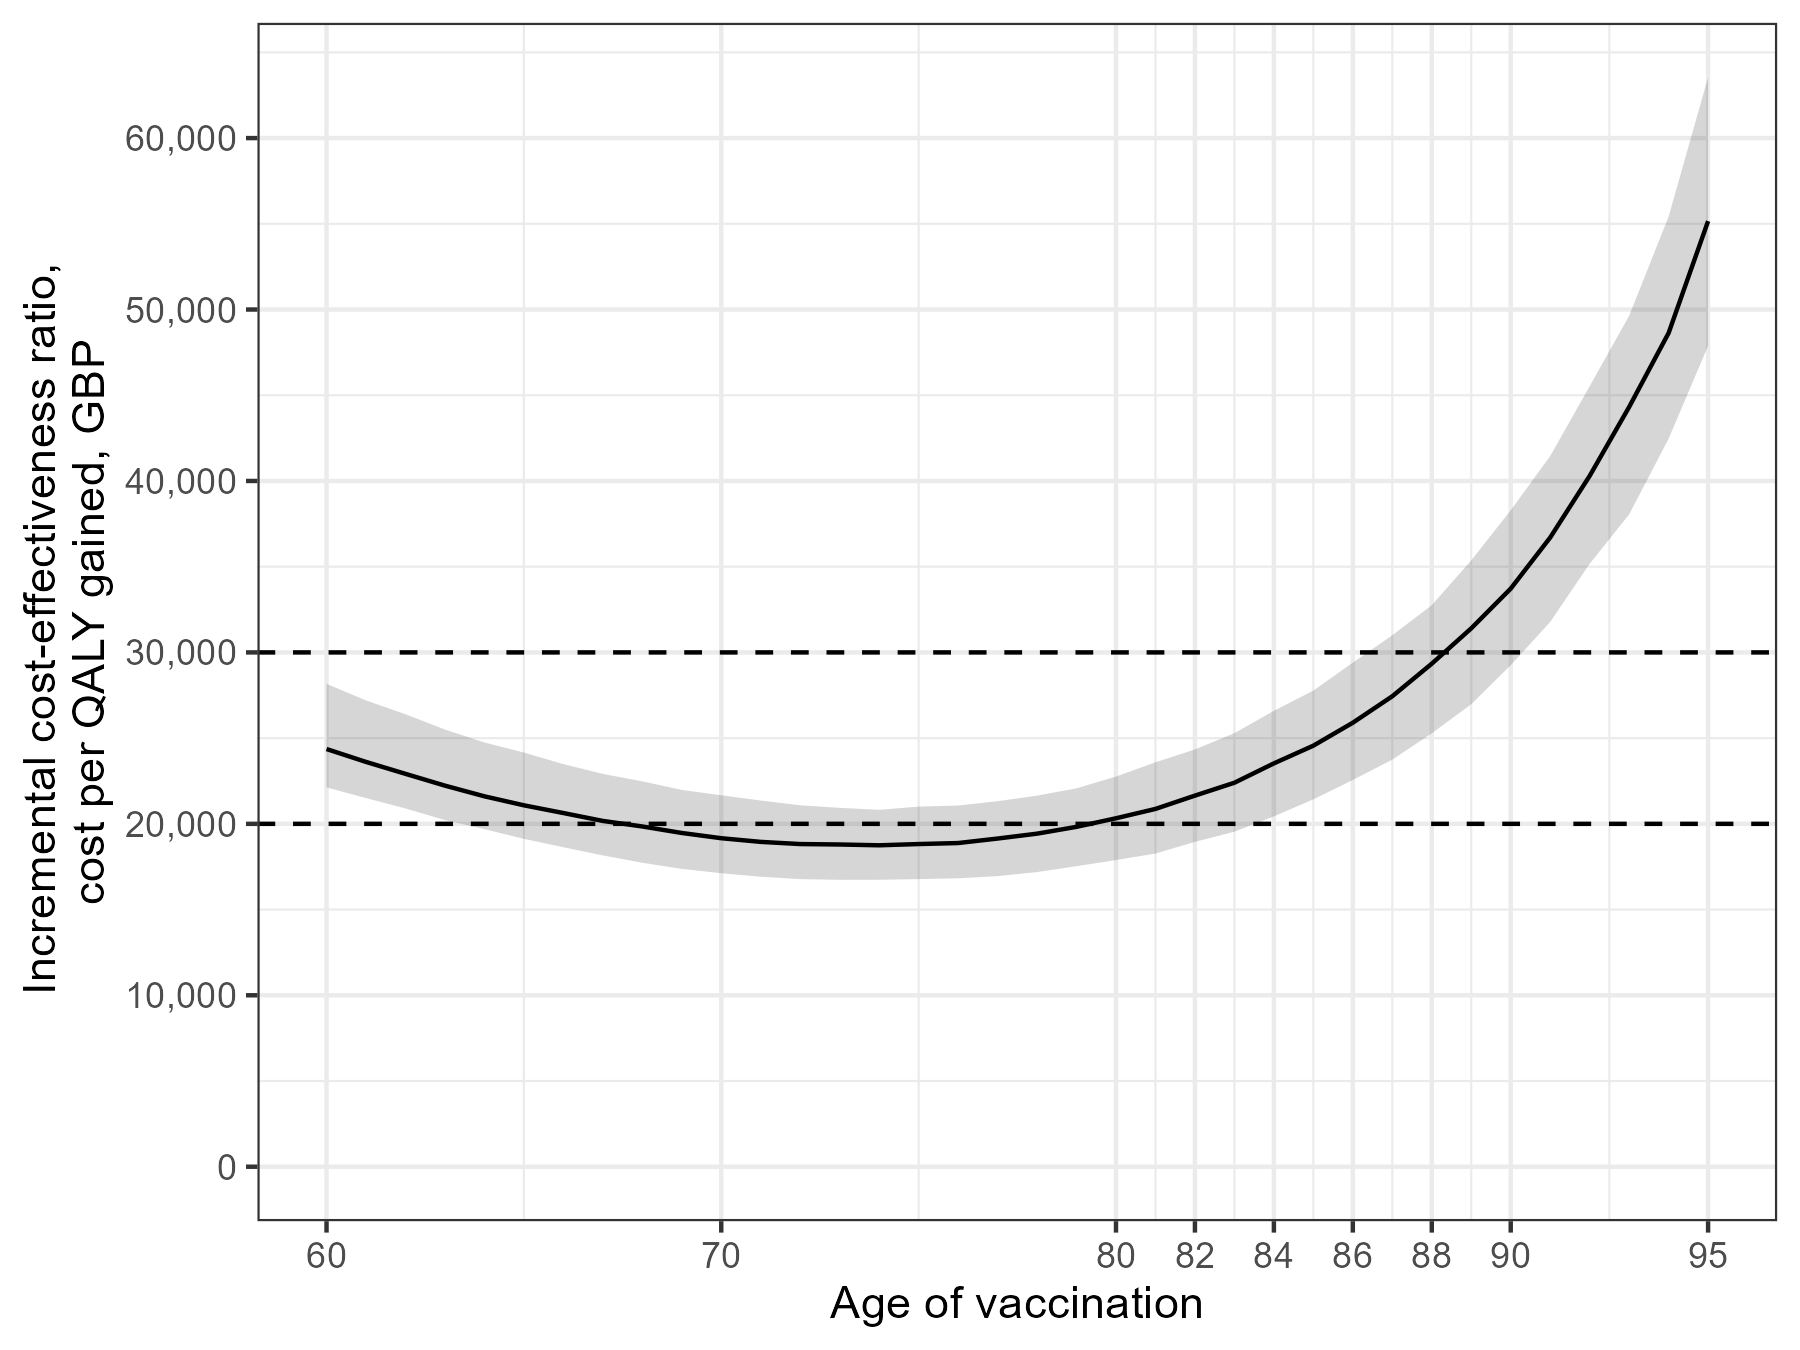 Incremental cost-effectiveness ratio,
cost per QALY gained, GBP
60,000
50,000
40,000
30,000
20,000
10,000
0
60 70 80 82 84 86 88 90 95
Age of vaccination